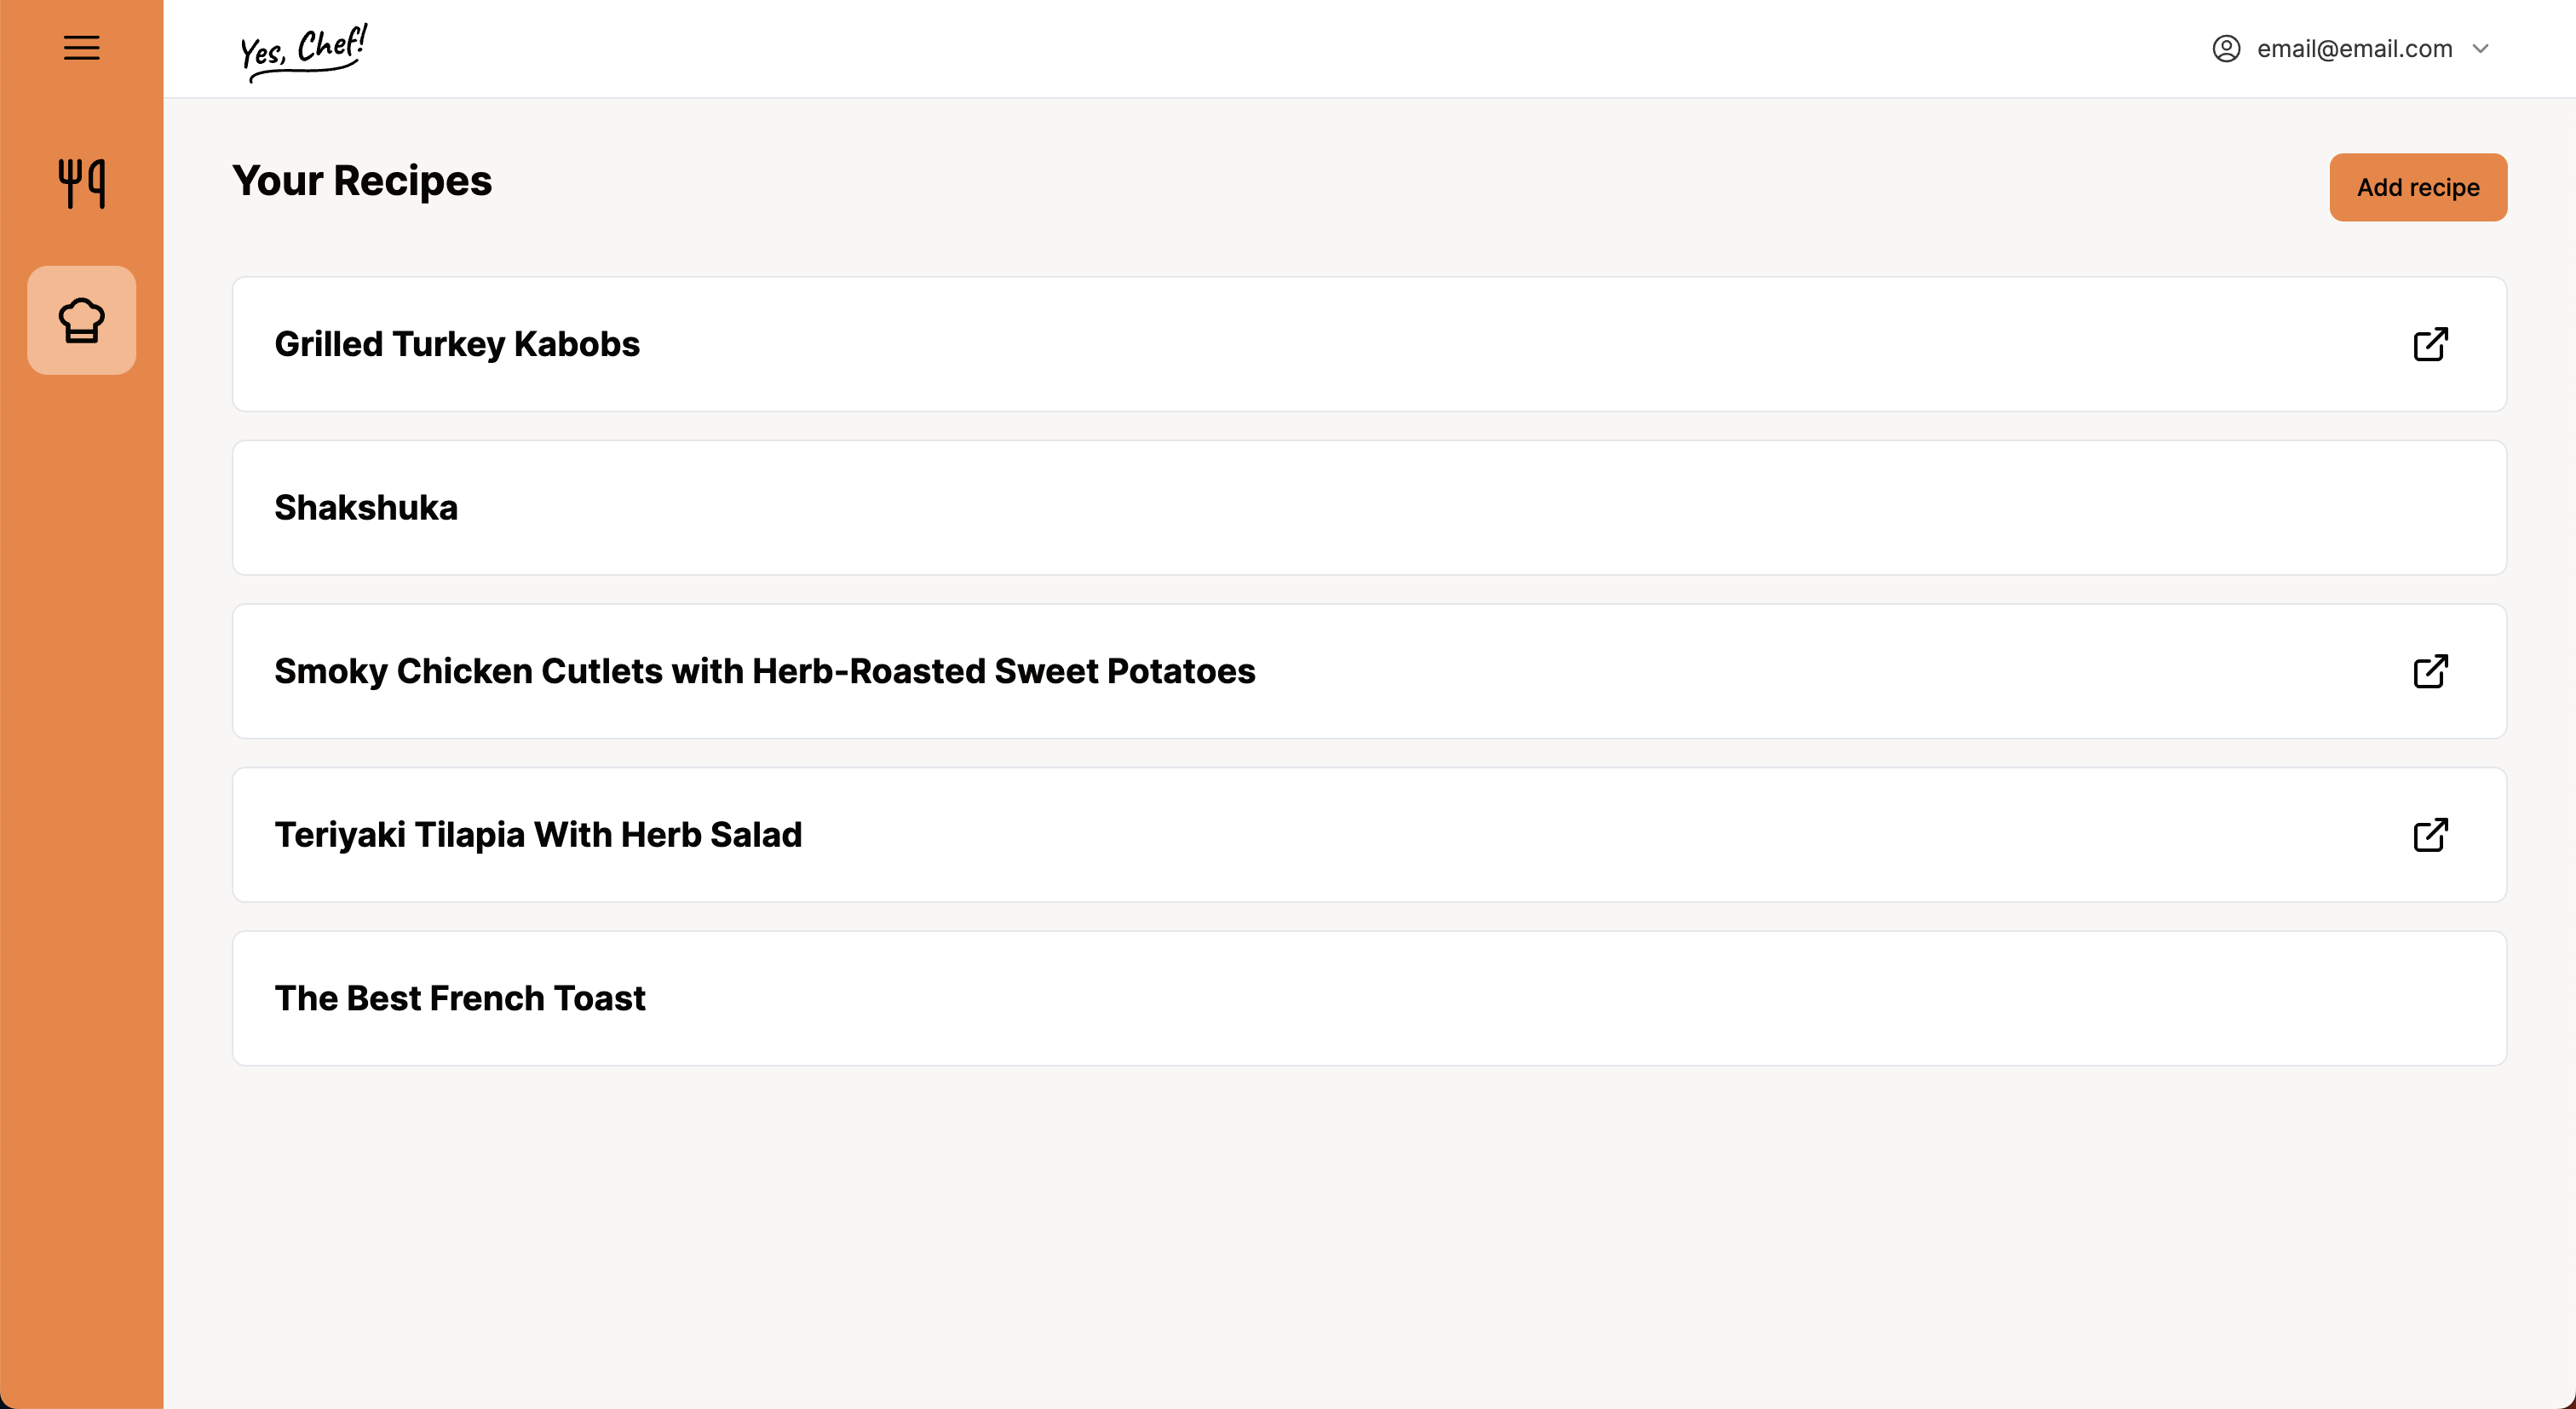 Yes, Chef!
email@email.com
Your Recipes
Add recipe
Grilled Turkey Kabobs
Shakshuka
Smoky Chicken Cutlets with Herb-Roasted Sweet Potatoes
Teriyaki Tilapia With Herb Salad
The Best French Toast